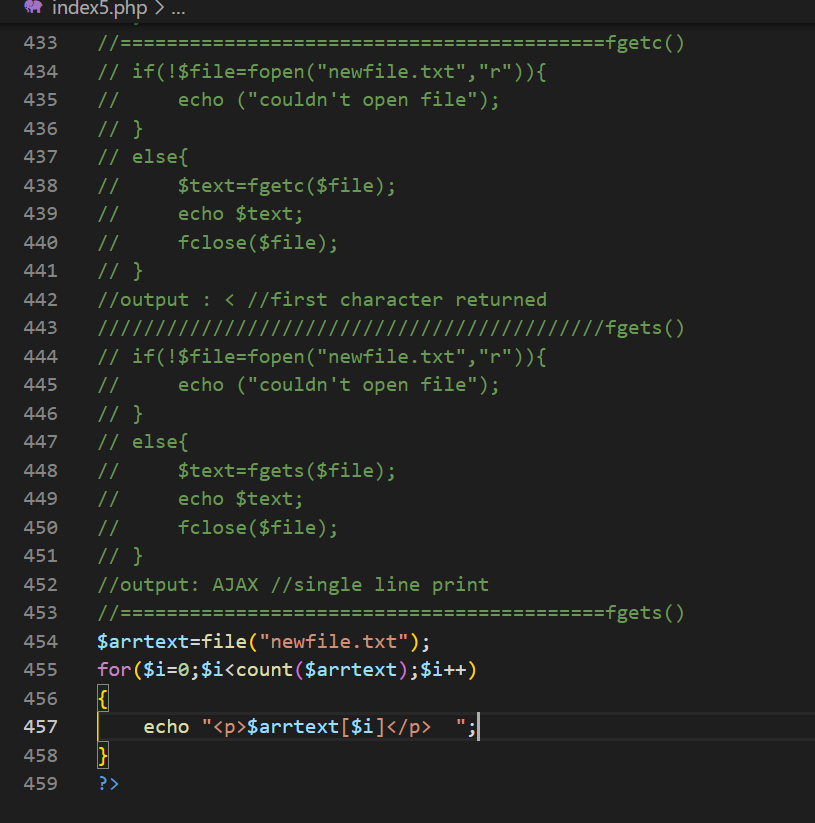 index5.php > ...
433 //==========================================fgetc()
434 // if(!$file=fopen("newfile.txt","r")){
435 //     echo ("couldn't open file");
436 // }
437 // else{
438 //     $text=fgetc($file);
439 //     echo $text;
440 //     fclose($file);
441 // }
442 //output : < //first character returned
443 ////////////////////////////////////////////fgets()
444 // if(!$file=fopen("newfile.txt","r")){
445 //     echo ("couldn't open file");
446 // }
447 // else{
448 //     $text=fgets($file);
449 //     echo $text;
450 //     fclose($file);
451 // }
452 //output: AJAX //single line print
453 //==========================================fgets()
454 $arrtext=file("newfile.txt");
455 for($i=0;$i<count($arrtext);$i++)
456 {
457     echo "<p>$arrtext[$i]</p>  ";
458 }
459 ?>